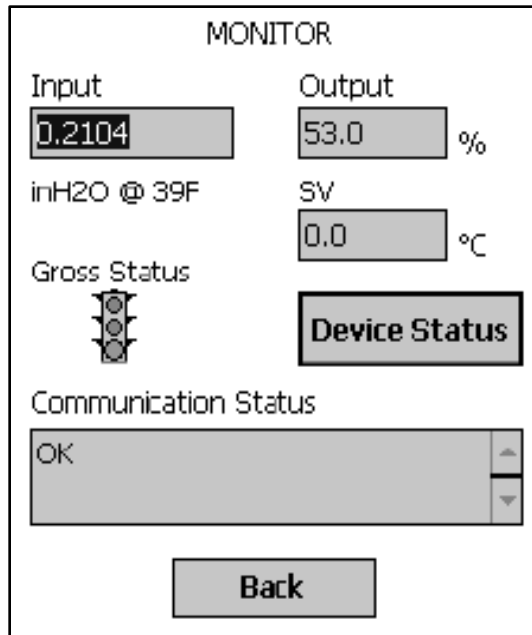 MONITOR
Input
Output
0.2104
53.0
%
inH2O @ 39F
SV
0.0
°C
Gross Status
Device Status
Communication Status
OK
Back